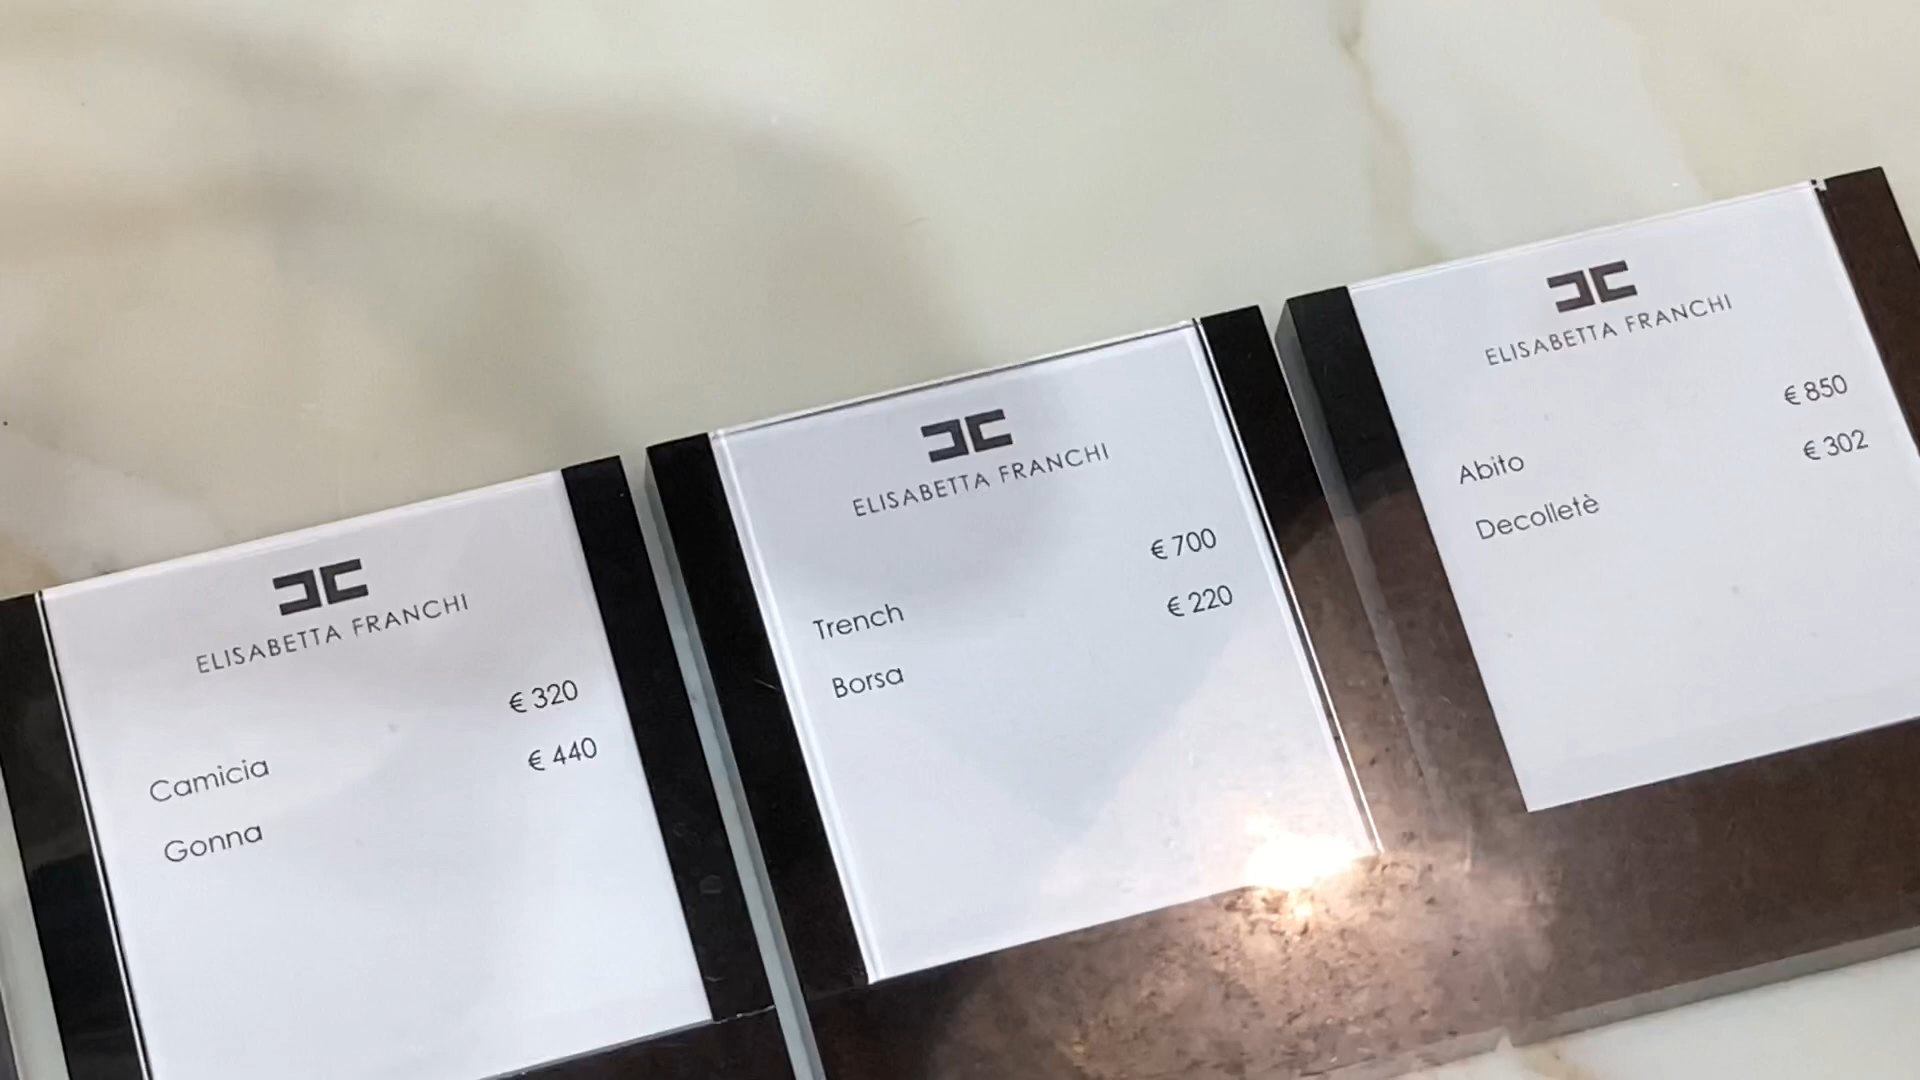 ELISABETTA FRANCHI
Camicia € 320
Gonna € 440
ELISABETTA FRANCHI
Trench € 700
Borsa € 220
ELISABETTA FRANCHI
Abito € 850
Decolletè € 302